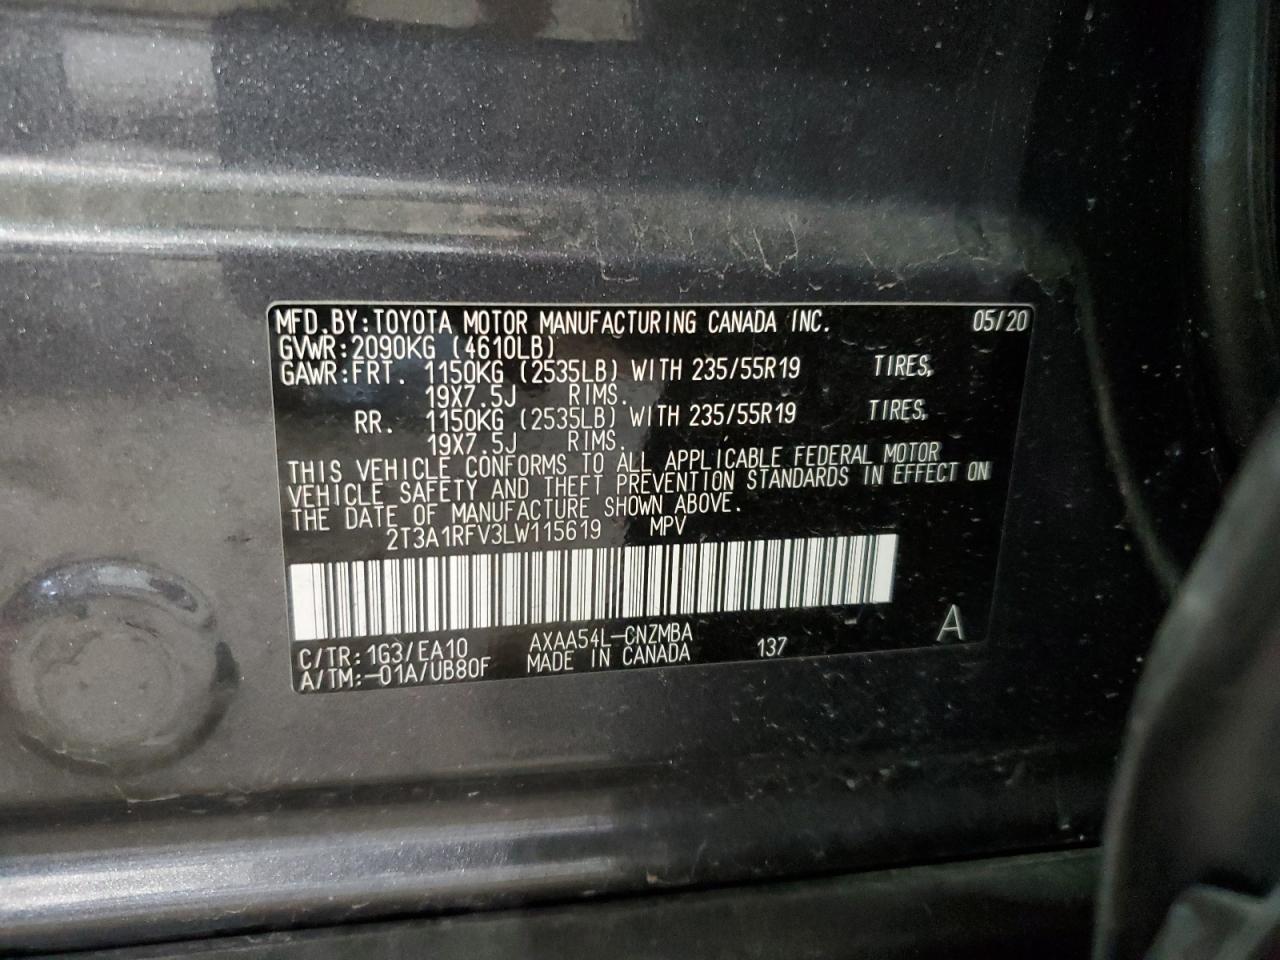 MFD.BY:TOYOTA MOTOR MANUFACTURING CANADA INC. 05/20
GVWR:2090KG (4610LB)
GAWR:FRT. 1150KG (2535LB) WITH 235/55R19 TIRES,
19X7.5J RIMS.
RR. 1150KG (2535LB) WITH 235/55R19 TIRES,
19X7.5J RIMS.
THIS VEHICLE CONFORMS TO ALL APPLICABLE FEDERAL MOTOR
VEHICLE SAFETY AND THEFT PREVENTION STANDARDS IN EFFECT ON
THE DATE OF MANUFACTURE SHOWN ABOVE.
2T3A1RFV3LW115619 MPV
C/TR:1G3/EA10 AXAA54L-CNZMBA 137 A
A/TM:-01A/UB80F MADE IN CANADA